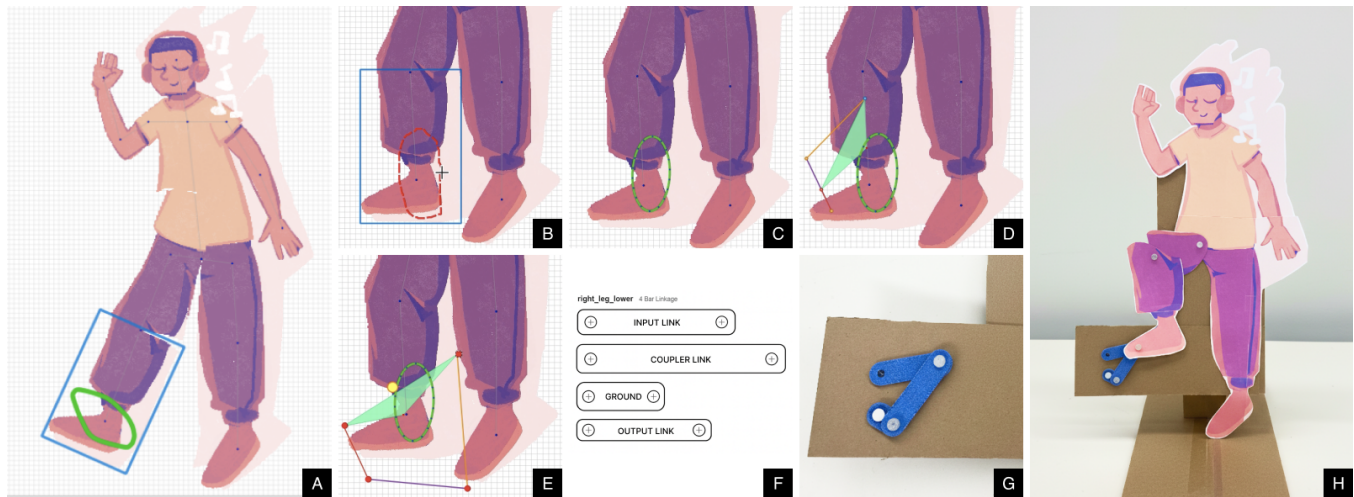 A
B
C
D
E
right_leg_lower 4 Bar Linkage
INPUT LINK
COUPLER LINK
GROUND
OUTPUT LINK
F
G
H